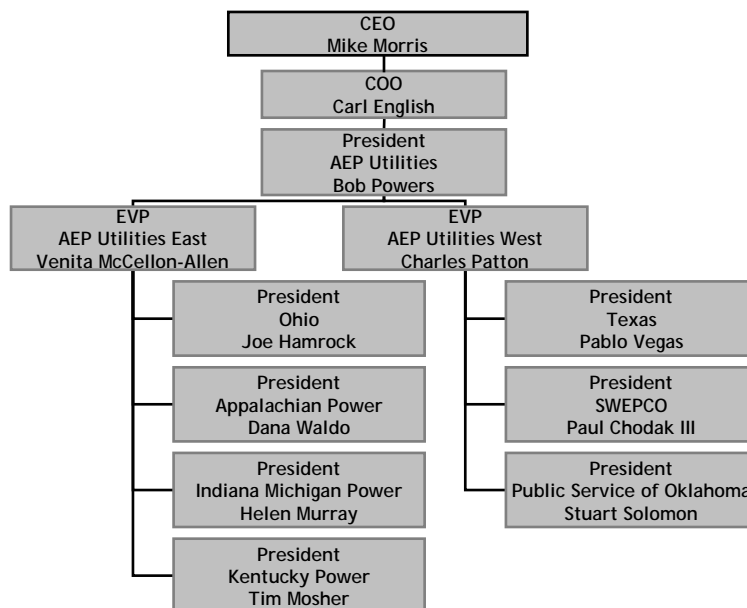 CEO
Mike Morris
COO
Carl English
President
AEP Utilities
Bob Powers
EVP
AEP Utilities East
Venita McCellon-Allen
EVP
AEP Utilities West
Charles Patton
President
Ohio
Joe Hamrock
President
Appalachian Power
Dana Waldo
President
Indiana Michigan Power
Helen Murray
President
Kentucky Power
Tim Mosher
President
Texas
Pablo Vegas
President
SWEPCO
Paul Chodak III
President
Public Service of Oklahoma
Stuart Solomon